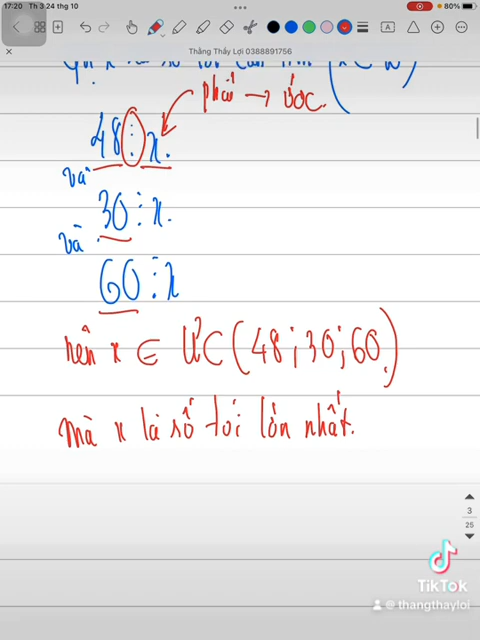 17:20 Th 3 24 thg 10
80%
Thắng Thầy Lợi 0388891756
phải → ước.
48 ⋮ x.
và
30 ⋮ x.
và
60 ⋮ x
nên x ∈ ƯC (48; 30; 60)
mà x là số túi lớn nhất.
3
25
TikTok
@thangthayloi